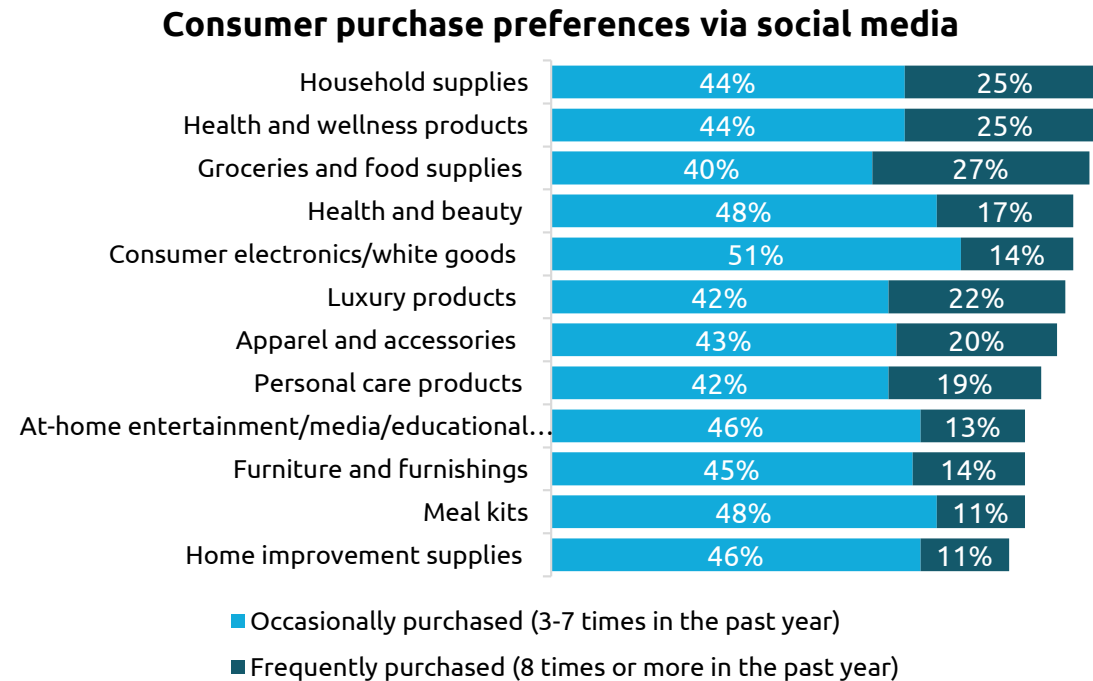 Consumer purchase preferences via social media
Household supplies 44% 25%
Health and wellness products 44% 25%
Groceries and food supplies 40% 27%
Health and beauty 48% 17%
Consumer electronics/white goods 51% 14%
Luxury products 42% 22%
Apparel and accessories 43% 20%
Personal care products 42% 19%
At-home entertainment/media/educational… 46% 13%
Furniture and furnishings 45% 14%
Meal kits 48% 11%
Home improvement supplies 46% 11%
Occasionally purchased (3-7 times in the past year)
Frequently purchased (8 times or more in the past year)